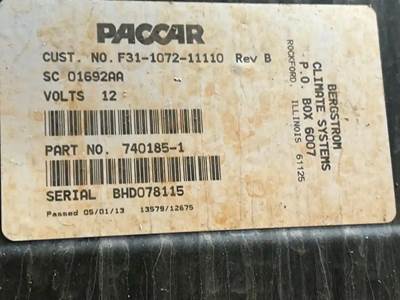 PACCAR
CUST. NO. F31-1072-11110 Rev B
SC 01692AA
VOLTS 12
PART NO. 740185-1
SERIAL BHD078115
Passed 05/01/13 13579/12675
BERGSTROM
CLIMATE SYSTEMS
P.O. BOX 6007
ROCKFORD, ILLINOIS 61125